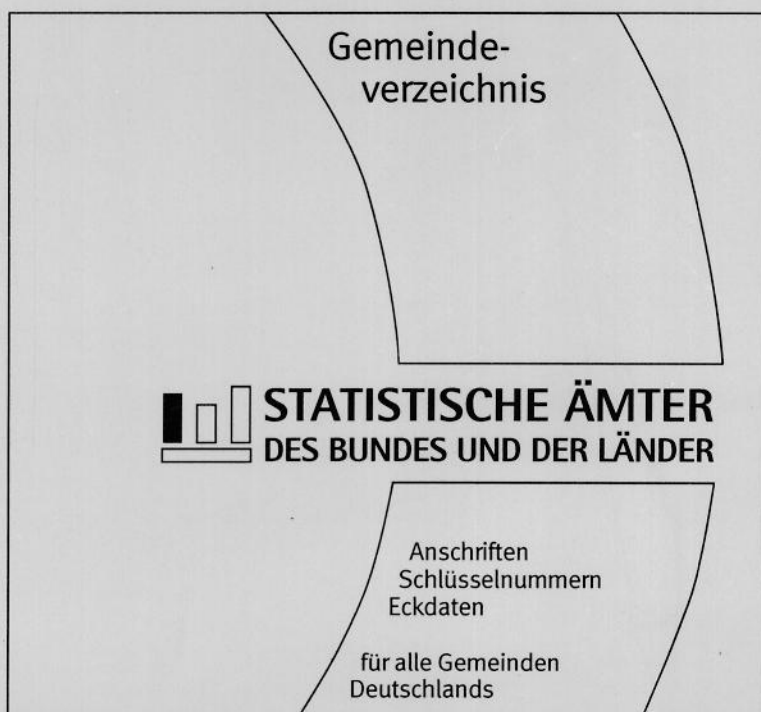 Gemeinde-
verzeichnis
STATISTISCHE ÄMTER
DES BUNDES UND DER LÄNDER
Anschriften
Schlüsselnummern
Eckdaten
für alle Gemeinden
Deutschlands